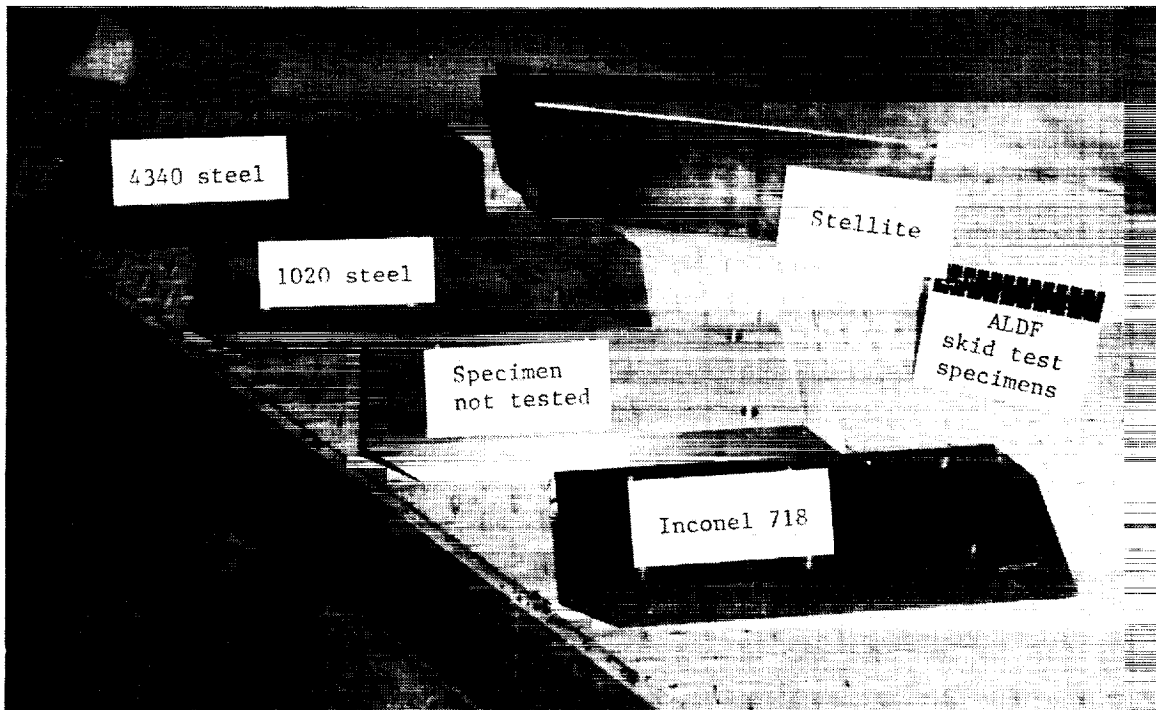 4340 steel
Stellite
1020 steel
ALDF
skid test
specimens
Specimen
not tested
Inconel 718